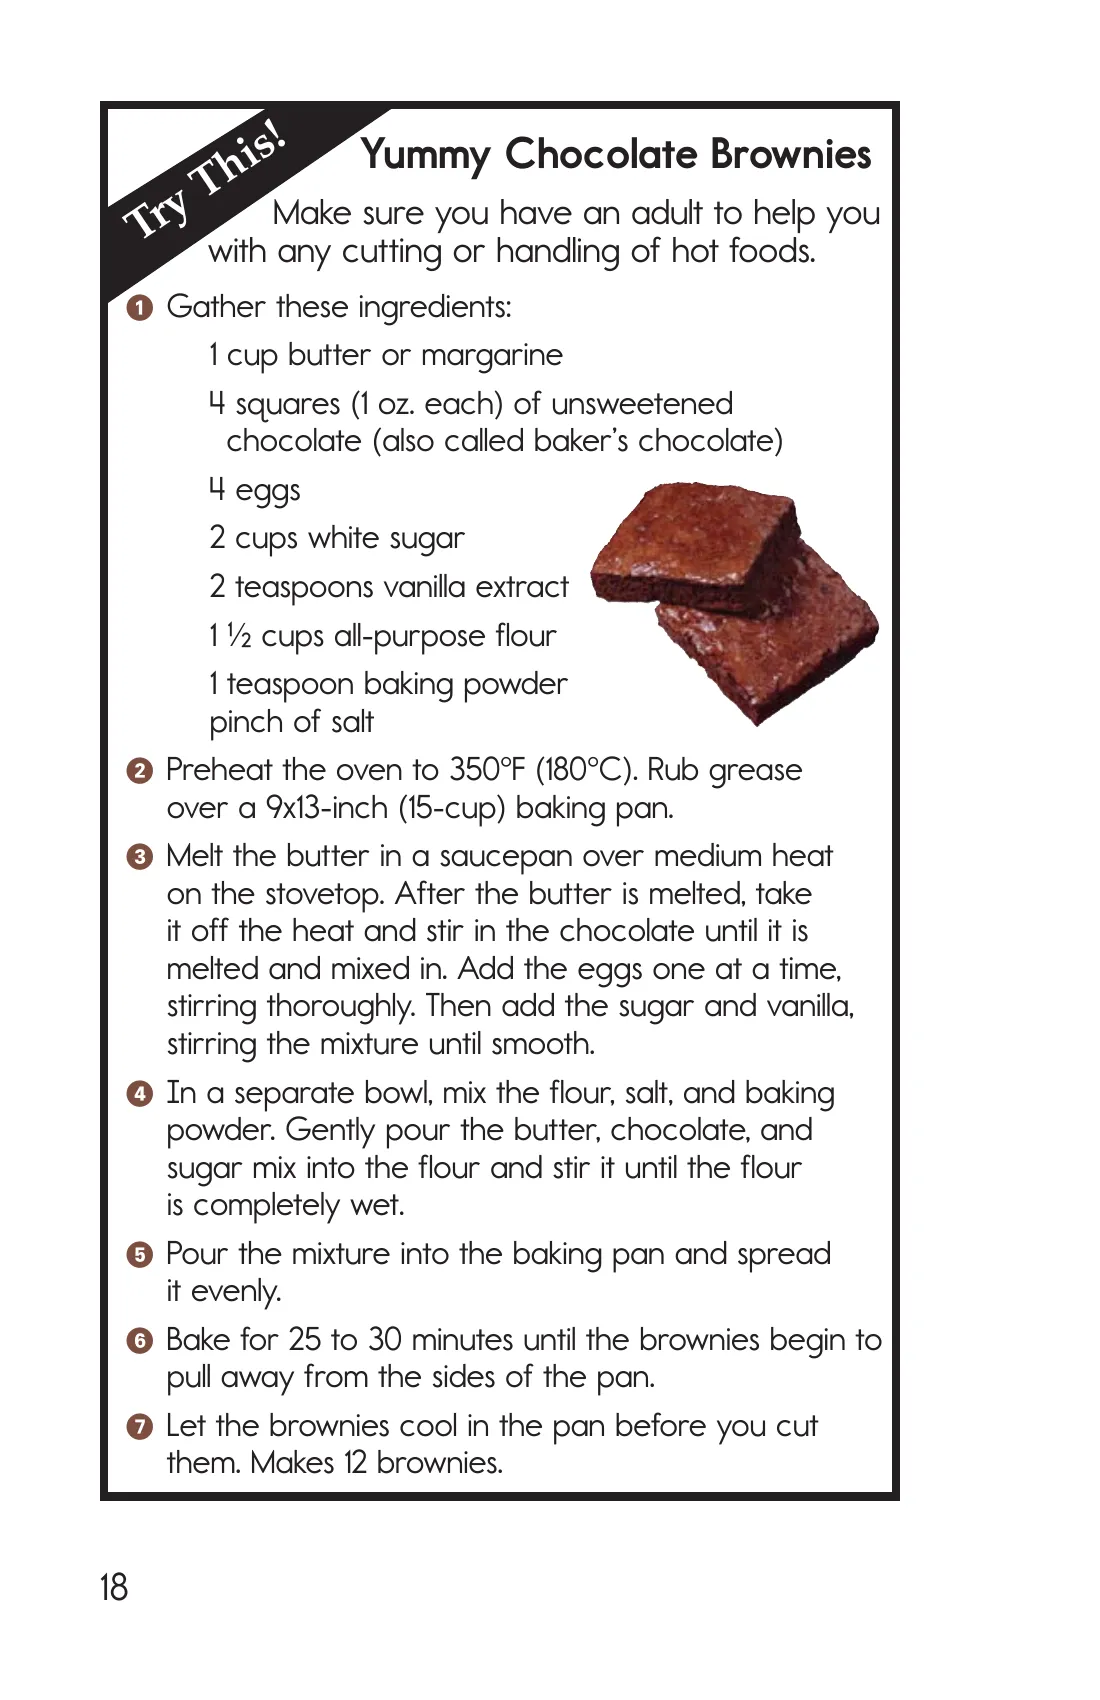 Try This!
Yummy Chocolate Brownies
Make sure you have an adult to help you
with any cutting or handling of hot foods.
1 Gather these ingredients:
1 cup butter or margarine
4 squares (1 oz. each) of unsweetened
chocolate (also called baker’s chocolate)
4 eggs
2 cups white sugar
2 teaspoons vanilla extract
1 ½ cups all-purpose flour
1 teaspoon baking powder
pinch of salt
2 Preheat the oven to 350°F (180°C). Rub grease
over a 9x13-inch (15-cup) baking pan.
3 Melt the butter in a saucepan over medium heat
on the stovetop. After the butter is melted, take
it off the heat and stir in the chocolate until it is
melted and mixed in. Add the eggs one at a time,
stirring thoroughly. Then add the sugar and vanilla,
stirring the mixture until smooth.
4 In a separate bowl, mix the flour, salt, and baking
powder. Gently pour the butter, chocolate, and
sugar mix into the flour and stir it until the flour
is completely wet.
5 Pour the mixture into the baking pan and spread
it evenly.
6 Bake for 25 to 30 minutes until the brownies begin to
pull away from the sides of the pan.
7 Let the brownies cool in the pan before you cut
them. Makes 12 brownies.
18